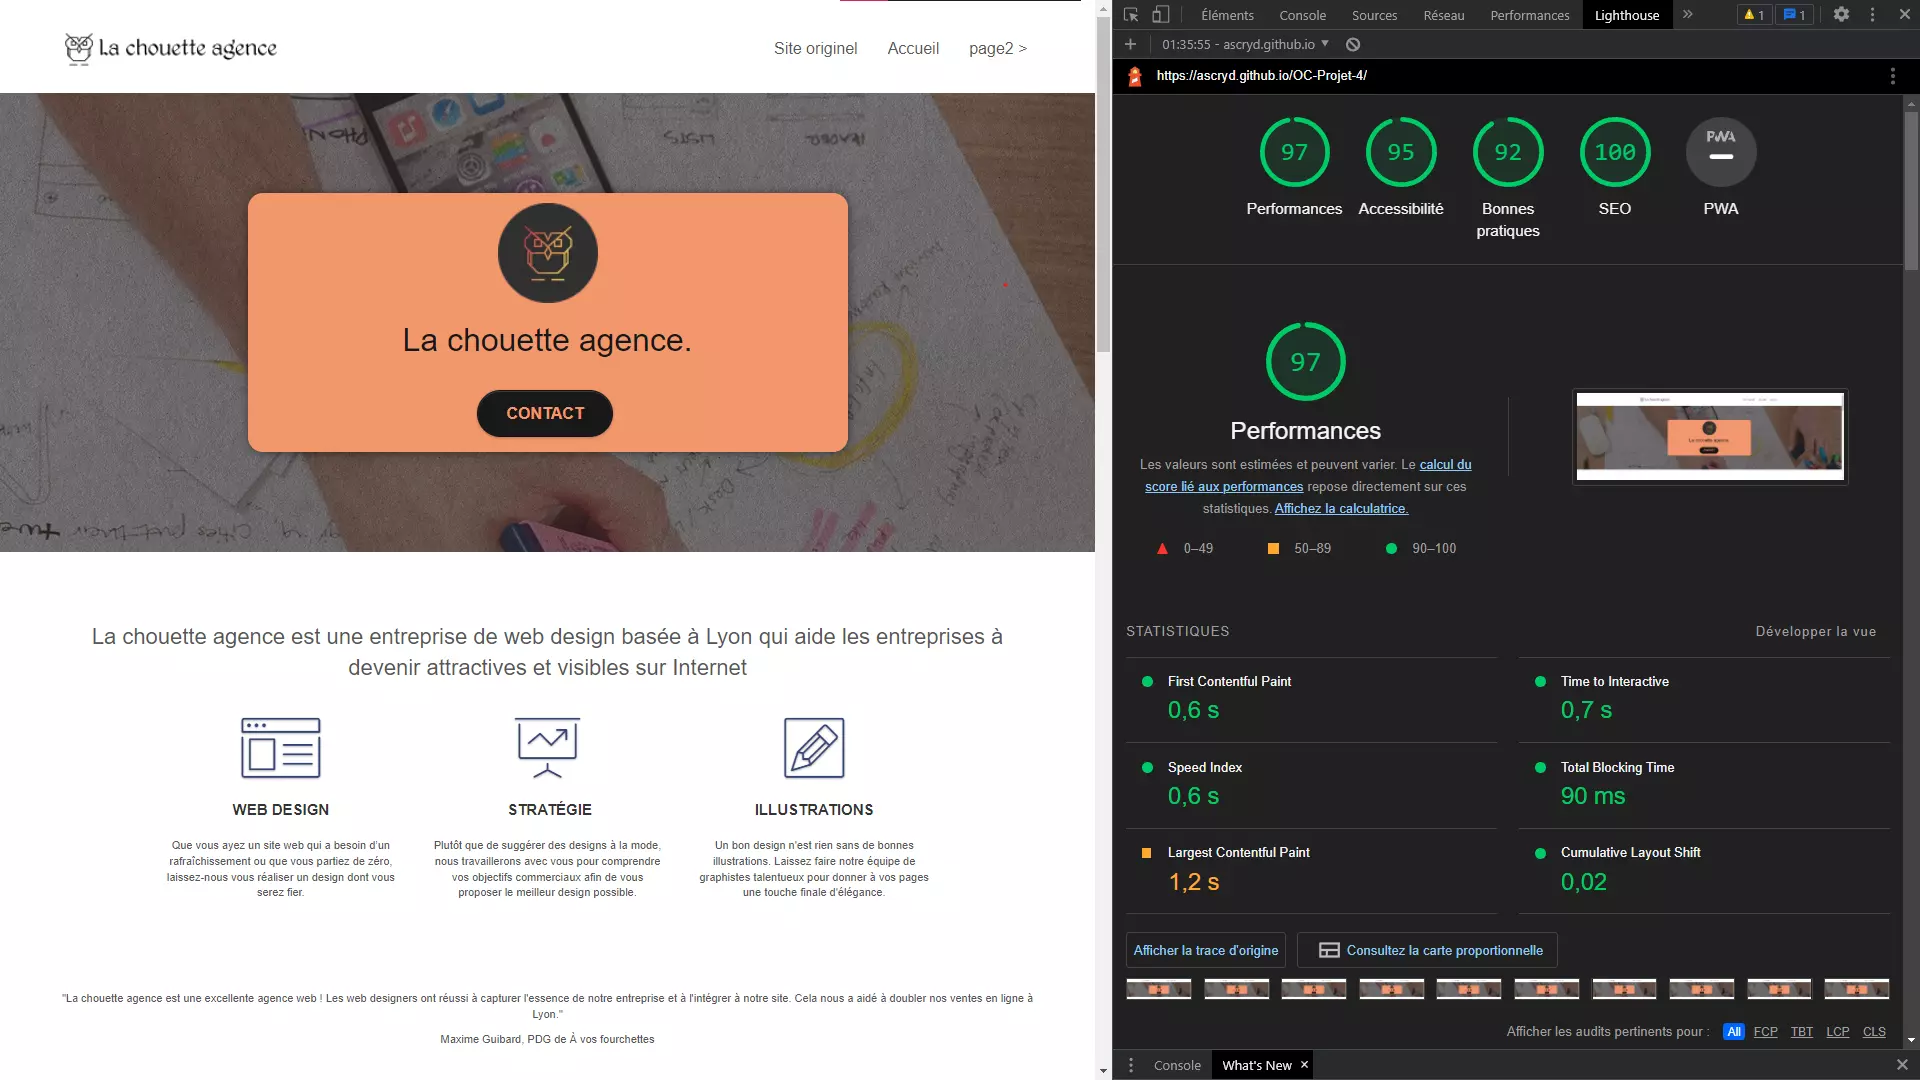 La chouette agence
Site originel
Accueil
page2 >
LISTS
La chouette agence.
CONTACT
La chouette agence est une entreprise de web design basée à Lyon qui aide les entreprises à
devenir attractives et visibles sur Internet
WEB DESIGN
Que vous ayez un site web qui a besoin d'un
rafraîchissement ou que vous partiez de zéro,
laissez-nous vous réaliser un design dont vous
serez fier.
STRATÉGIE
Plutôt que de suggérer des designs à la mode,
nous travaillerons avec vous pour comprendre
vos objectifs commerciaux afin de vous
proposer le meilleur design possible.
ILLUSTRATIONS
Un bon design n'est rien sans de bonnes
illustrations. Laissez faire notre équipe de
graphistes talentueux pour donner à vos pages
une touche finale d'élégance.
"La chouette agence est une excellente agence web ! Les web designers ont réussi à capturer l'essence de notre entreprise et à l'intégrer à notre site. Cela nous a aidé à doubler nos ventes en ligne à
Lyon."
Maxime Guibard, PDG de À vos fourchettes
Éléments
Console
Sources
Réseau
Performances
Lighthouse
1
1
01:35:55 - ascryd.github.io
https://ascryd.github.io/OC-Projet-4/
97
95
92
100
PWA
Performances
Accessibilité
Bonnes
pratiques
SEO
PWA
97
Performances
Les valeurs sont estimées et peuvent varier. Le calcul du
score lié aux performances repose directement sur ces
statistiques. Affichez la calculatrice.
0–49
50–89
90–100
STATISTIQUES
Développer la vue
First Contentful Paint
0,6 s
Time to Interactive
0,7 s
Speed Index
0,6 s
Total Blocking Time
90 ms
Largest Contentful Paint
1,2 s
Cumulative Layout Shift
0,02
Afficher la trace d'origine
Consultez la carte proportionnelle
Afficher les audits pertinents pour :
All
FCP
TBT
LCP
CLS
Console
What's New